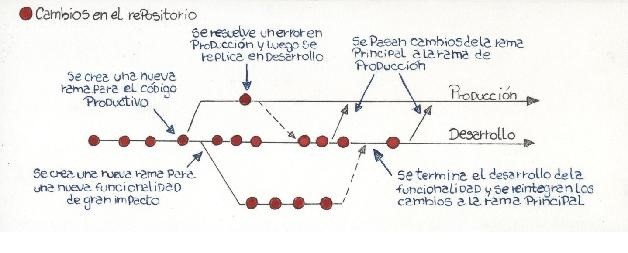 Cambios en el repositorio
Se resuelve un error en
Producción y luego se
replica en Desarrollo
Se pasan cambios de la rama
Principal a la rama de
Producción
Se crea una nueva
rama para el código
Productivo
Producción
Desarrollo
Se crea una nueva rama para
una nueva funcionalidad
de gran impacto
Se termina el desarrollo de la
funcionalidad y se reintegran los
cambios a la rama Principal